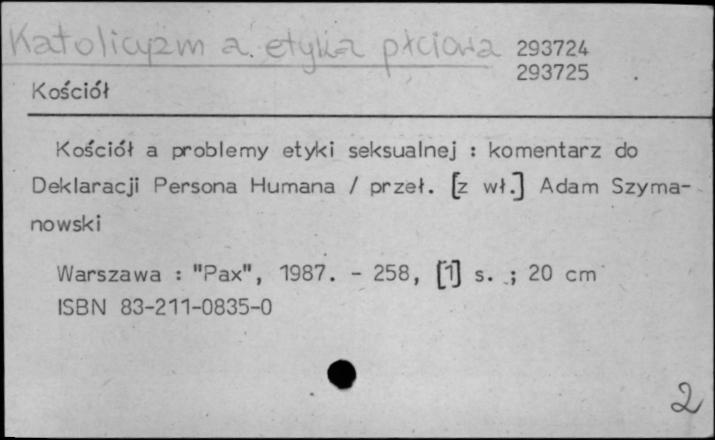 Katolicyzm a etyka płciowa 293724
293725
Kościół
Kościół a problemy etyki seksualnej : komentarz do
Deklaracji Persona Humana / przeł. [z wł.] Adam Szyma-
nowski
Warszawa : "Pax", 1987. - 258, [1] s. ; 20 cm
ISBN 83-211-0835-0
2